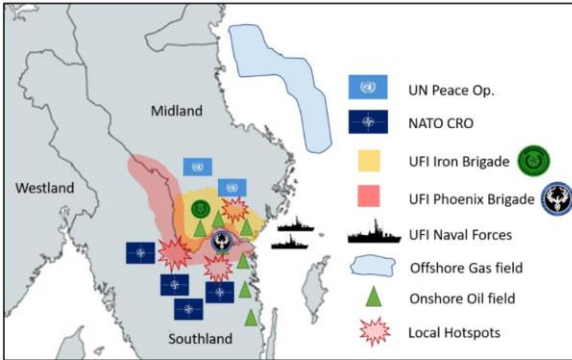 Midland
Westland
Southland
UN Peace Op.
NATO CRO
UFI Iron Brigade
UFI Phoenix Brigade
UFI Naval Forces
Offshore Gas field
Onshore Oil field
Local Hotspots